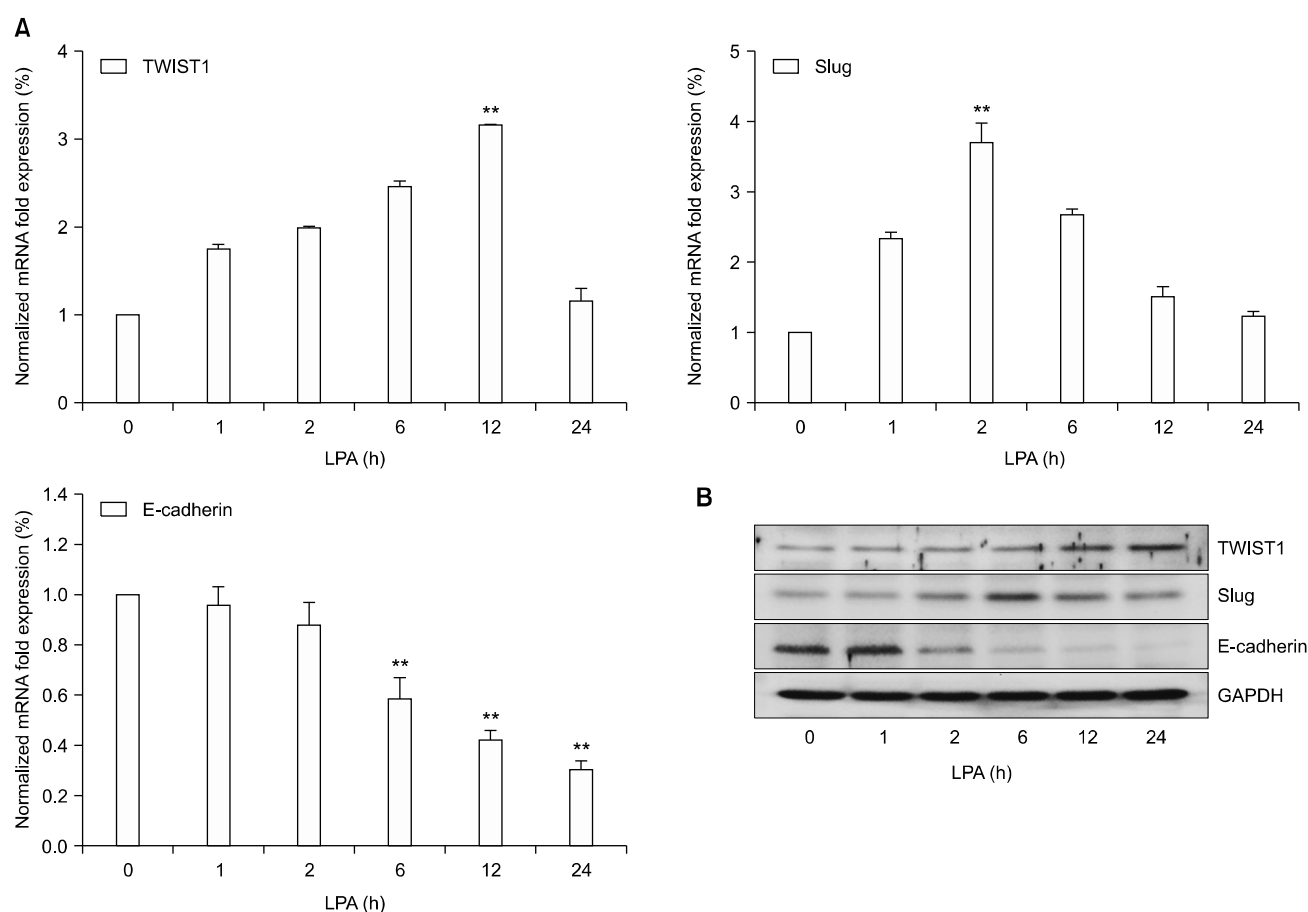 A
TWIST1
Normalized mRNA fold expression (%)
4
3
2
1
0
**
0 1 2 6 12 24
LPA (h)
Slug
Normalized mRNA fold expression (%)
5
4
3
2
1
0
**
0 1 2 6 12 24
LPA (h)
E-cadherin
Normalized mRNA fold expression (%)
1.4
1.2
1.0
0.8
0.6
0.4
0.2
0.0
**
**
**
0 1 2 6 12 24
LPA (h)
B
TWIST1
Slug
E-cadherin
GAPDH
0 1 2 6 12 24
LPA (h)